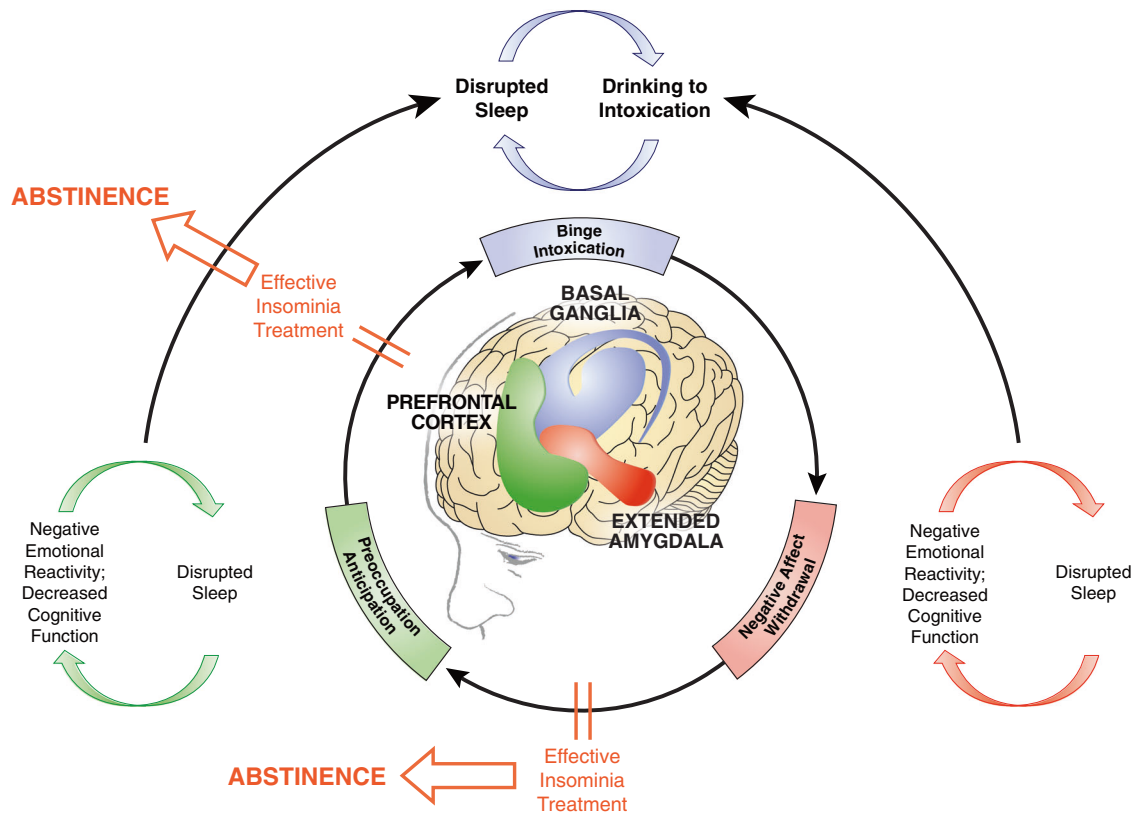 Disrupted
Sleep
Drinking to
Intoxication
ABSTINENCE
Effective
Insominia
Treatment
Binge
Intoxication
BASAL
GANGLIA
PREFRONTAL
CORTEX
EXTENDED
AMYGDALA
Preoccupation
Anticipation
Negative Affect
Withdrawal
Negative
Emotional
Reactivity;
Decreased
Cognitive
Function
Disrupted
Sleep
Negative
Emotional
Reactivity;
Decreased
Cognitive
Function
Disrupted
Sleep
ABSTINENCE
Effective
Insominia
Treatment